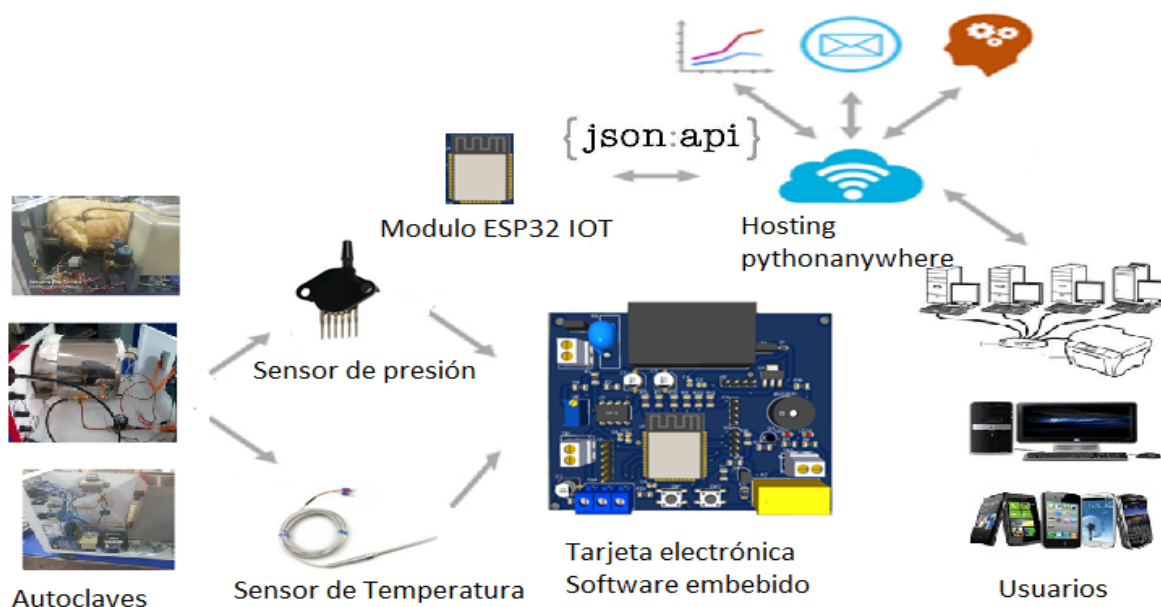 {json:api}
Modulo ESP32 IOT
Hosting
pythonanywhere
Sensor de presión
Sensor de Temperatura
Tarjeta electrónica
Software embebido
Autoclaves
Usuarios